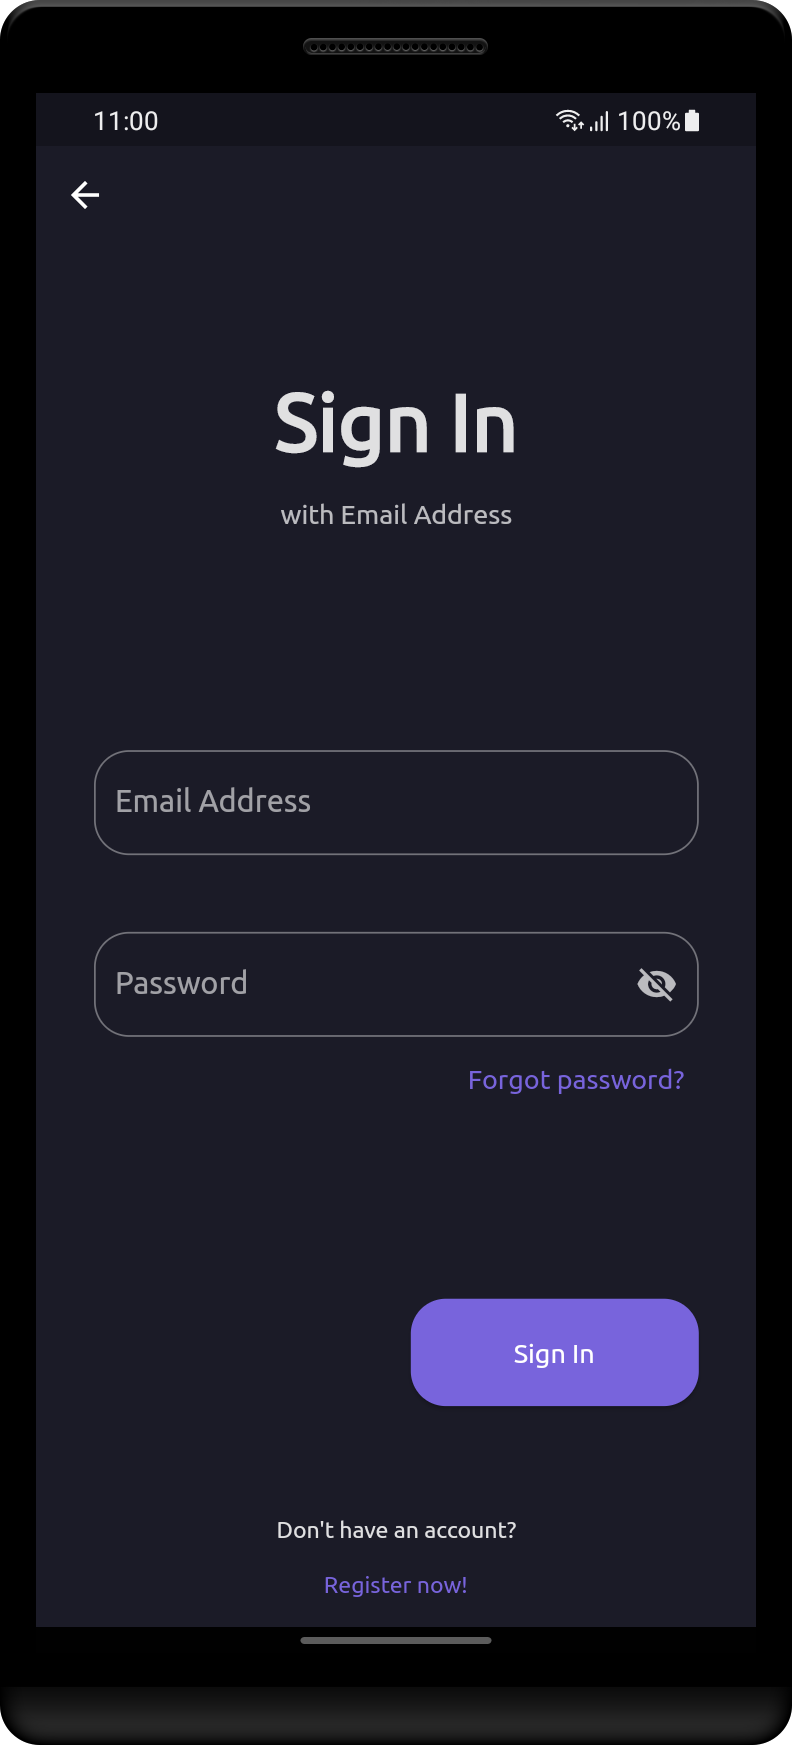 11:00 100%
Sign In
with Email Address
Email Address
Password
Forgot password?
Sign In
Don't have an account?
Register now!